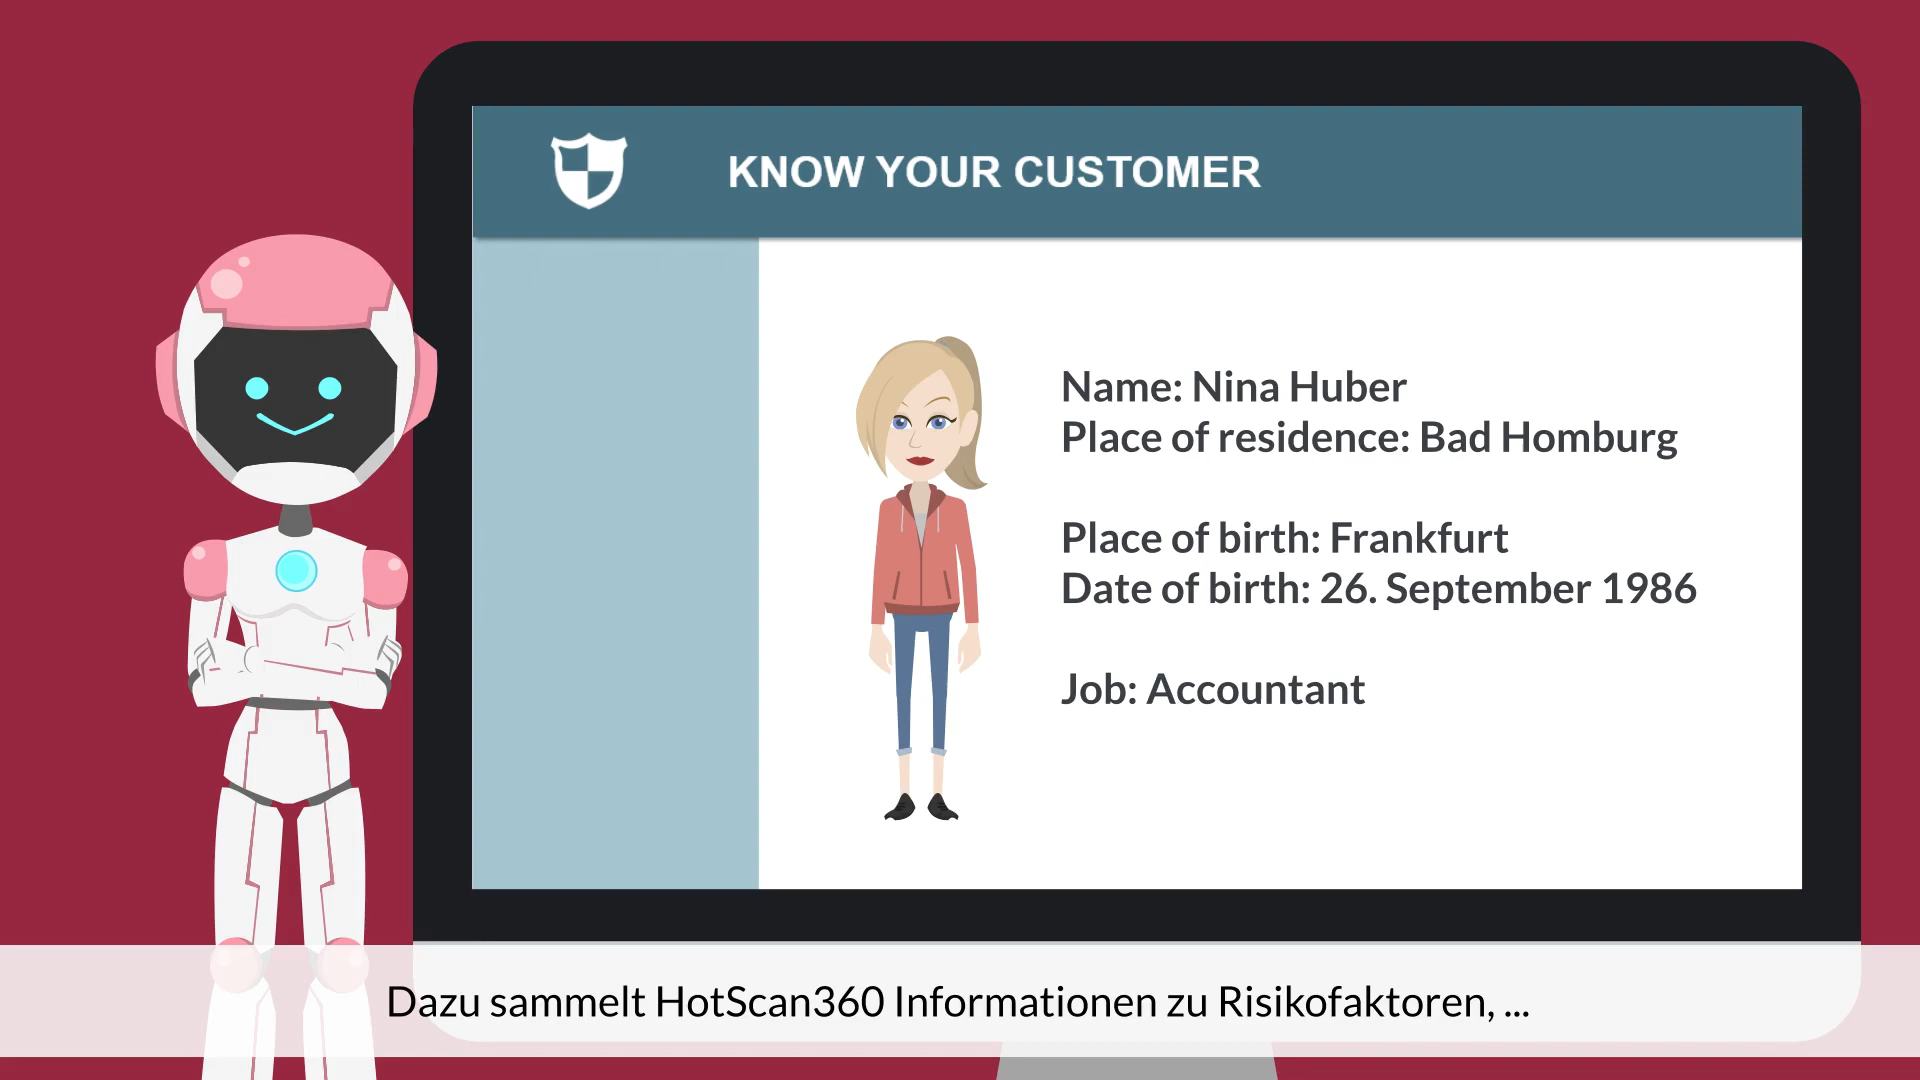 KNOW YOUR CUSTOMER
Name: Nina Huber
Place of residence: Bad Homburg
Place of birth: Frankfurt
Date of birth: 26. September 1986
Job: Accountant
Dazu sammelt HotScan360 Informationen zu Risikofaktoren, ...